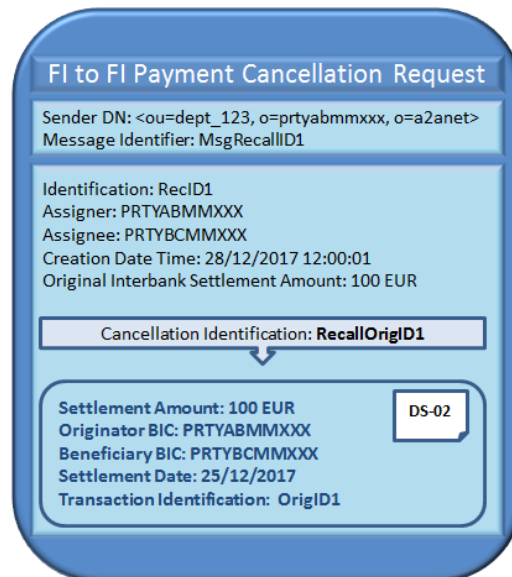 FI to FI Payment Cancellation Request
Sender DN: <ou=dept_123, o=prtyabmmxxx, o=a2anet>
Message Identifier: MsgRecallID1
Identification: RecID1
Assigner: PRTYABMMXXX
Assignee: PRTYBCMMXXX
Creation Date Time: 28/12/2017 12:00:01
Original Interbank Settlement Amount: 100 EUR
Cancellation Identification: RecallOrigID1
Settlement Amount: 100 EUR
DS-02
Originator BIC: PRTYABMMXXX
Beneficiary BIC: PRTYBCMMXXX
Settlement Date: 25/12/2017
Transaction Identification: OrigID1